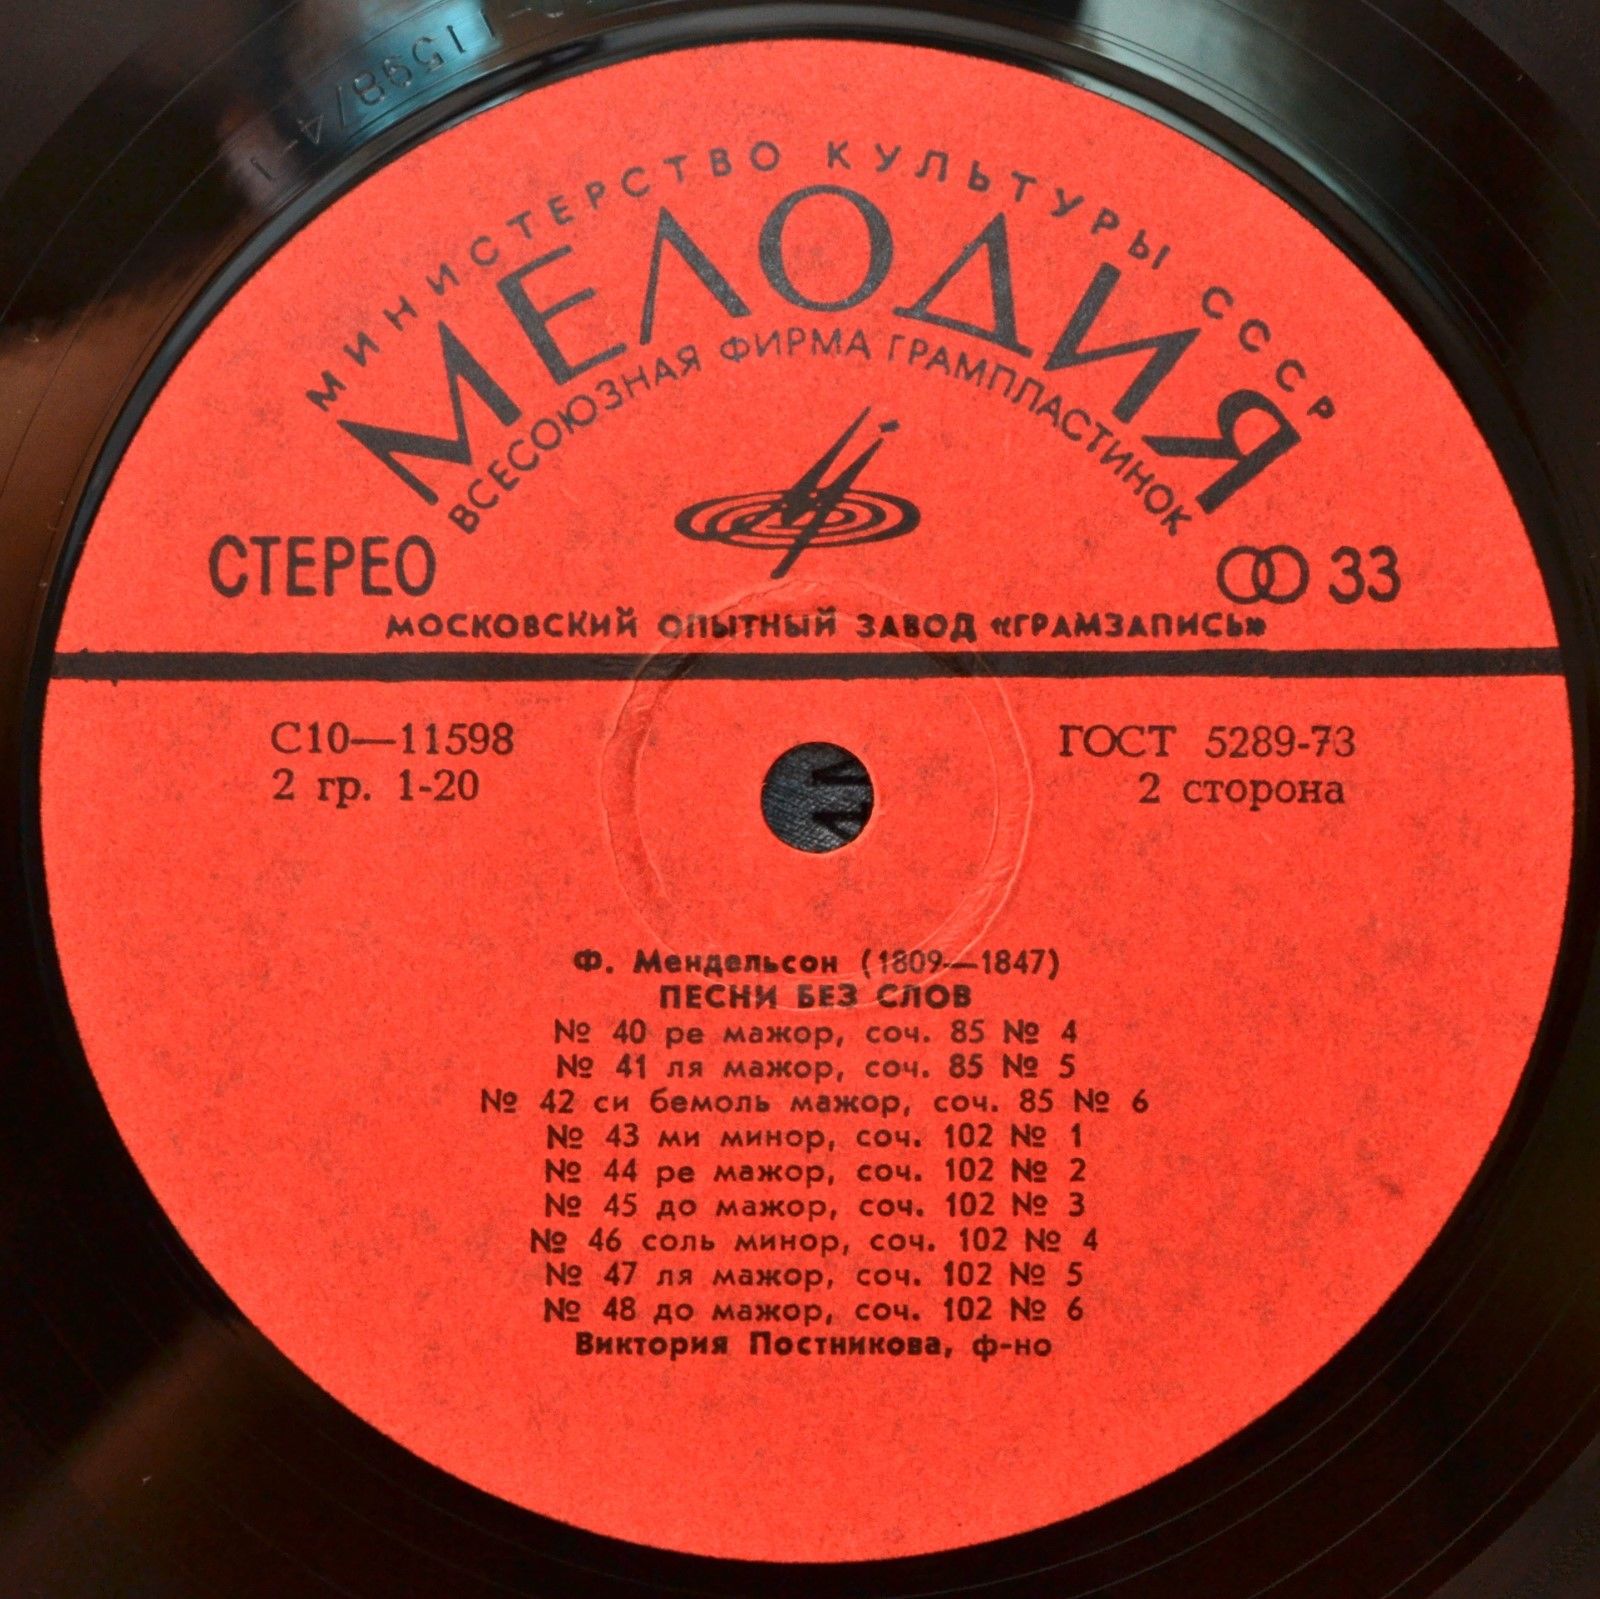 11598/4-1
МИНИСТЕРСТВО КУЛЬТУРЫ СССР
МЕЛОДИЯ
ВСЕСОЮЗНАЯ ФИРМА ГРАМПЛАСТИНОК
СТЕРЕО
33
МОСКОВСКИЙ ОПЫТНЫЙ ЗАВОД «ГРАМЗАПИСЬ»
С10—11598
ГОСТ 5289-73
2 гр. 1-20
2 сторона
Ф. Мендельсон (1809—1847)
ПЕСНИ БЕЗ СЛОВ
№ 40 ре мажор, соч. 85 № 4
№ 41 ля мажор, соч. 85 № 5
№ 42 си бемоль мажор, соч. 85 № 6
№ 43 ми минор, соч. 102 № 1
№ 44 ре мажор, соч. 102 № 2
№ 45 до мажор, соч. 102 № 3
№ 46 соль минор, соч. 102 № 4
№ 47 ля мажор, соч. 102 № 5
№ 48 до мажор, соч. 102 № 6
Виктория Постникова, ф-но